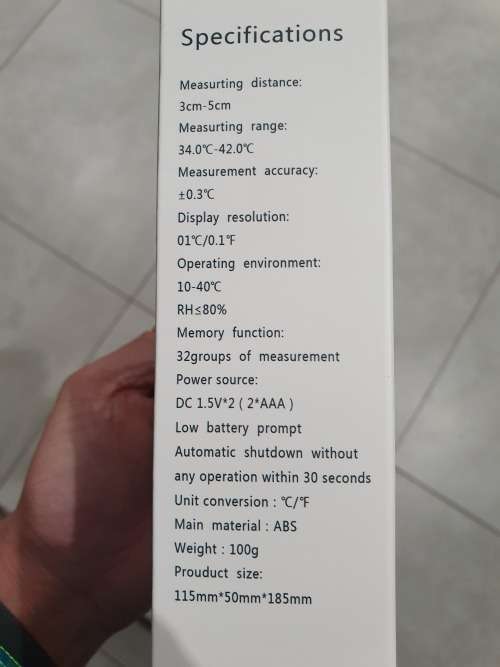 Specifications
Measurting distance:
3cm-5cm
Measurting range:
34.0℃-42.0℃
Measurement accuracy:
±0.3℃
Display resolution:
01℃/0.1℉
Operating environment:
10-40℃
RH≤80%
Memory function:
32groups of measurement
Power source:
DC 1.5V*2 ( 2*AAA )
Low battery prompt
Automatic shutdown without
any operation within 30 seconds
Unit conversion : ℃/℉
Main material : ABS
Weight : 100g
Prouduct size:
115mm*50mm*185mm